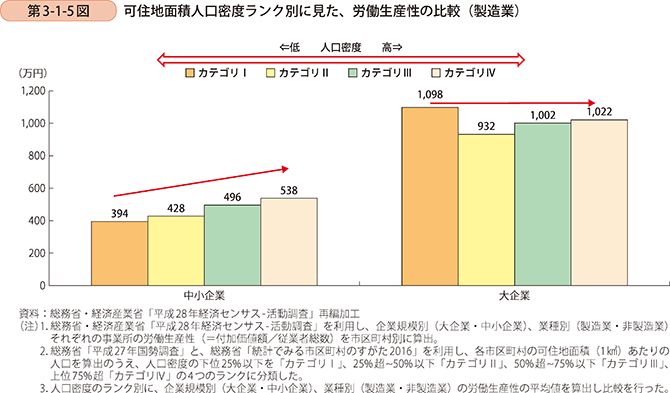 第3-1-5図 可住地面積人口密度ランク別に見た、労働生産性の比較（製造業）
⇐低 人口密度 高⇒
（万円）
カテゴリⅠ カテゴリⅡ カテゴリⅢ カテゴリⅣ
1,200
1,000
800
600
400
200
0
394
428
496
538
1,098
932
1,002
1,022
中小企業
大企業
資料：総務省・経済産業省「平成28年経済センサス-活動調査」再編加工
（注）1. 総務省・経済産業省「平成28年経済センサス-活動調査」を利用し、企業規模別（大企業・中小企業）、業種別（製造業・非製造業）
それぞれの事業所の労働生産性（＝付加価値額／従業者総数）を市区町村別に算出。
2. 総務省「平成27年国勢調査」と、総務省「統計でみる市区町村のすがた2016」を利用し、各市区町村の可住地面積（1㎢）あたりの
人口を算出のうえ、人口密度の下位25%以下を「カテゴリⅠ」、25%超~50%以下「カテゴリⅡ」、50%超~75%以下「カテゴリⅢ」、
上位75%超「カテゴリⅣ」の4つのランクに分類した。
3. 人口密度のランク別に、企業規模別（大企業・中小企業）、業種別（製造業・非製造業）の労働生産性の平均値を算出し比較を行った。